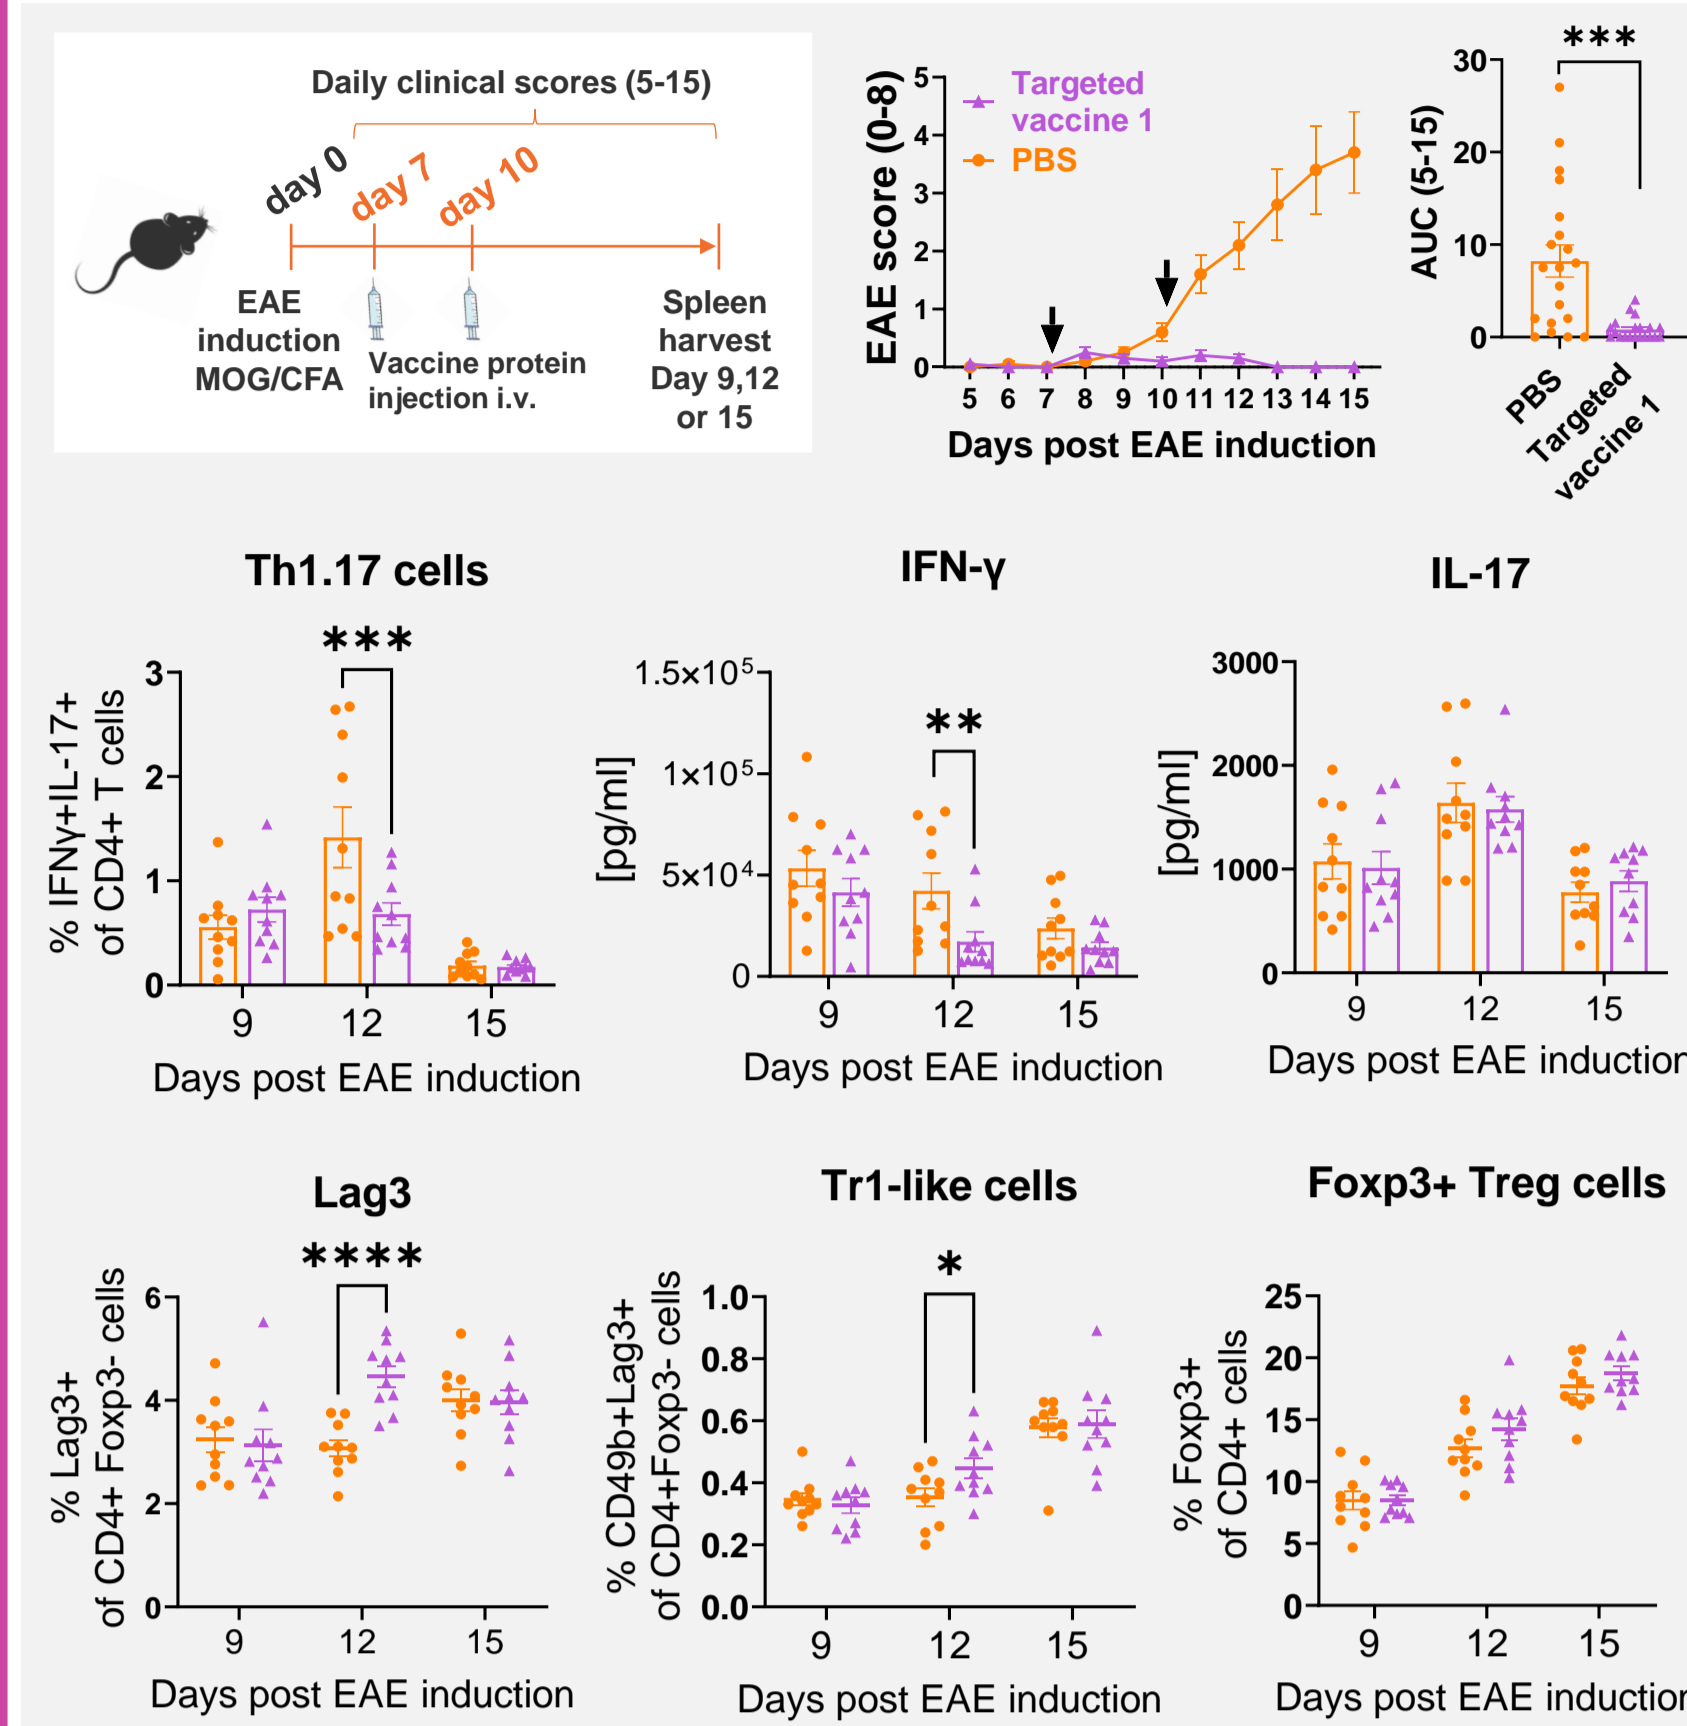 Daily clinical scores (5-15)
day 0
day 7
day 10
EAE
induction
MOG/CFA
Vaccine protein
injection i.v.
Spleen
harvest
Day 9,12
or 15
EAE score (0-8)
5
4
3
2
1
0
Targeted
vaccine 1
PBS
5 6 7 8 9 10 11 12 13 14 15
Days post EAE induction
***
AUC (5-15)
30
20
10
0
PBS
Targeted
vaccine 1
Th1.17 cells
***
% IFNγ+IL-17+
of CD4+ T cells
3
2
1
0
9 12 15
Days post EAE induction
IFN-γ
**
[pg/ml]
1.5×10⁵
1×10⁵
5×10⁴
0
9 12 15
Days post EAE induction
IL-17
[pg/ml]
3000
2000
1000
0
9 12 15
Days post EAE induction
Lag3
****
% Lag3+
of CD4+ Foxp3- cells
6
4
2
0
9 12 15
Days post EAE induction
Tr1-like cells
*
% CD49b+Lag3+
of CD4+Foxp3- cells
1.0
0.8
0.6
0.4
0.2
0.0
9 12 15
Days post EAE induction
Foxp3+ Treg cells
% Foxp3+
of CD4+ cells
25
20
15
10
5
0
9 12 15
Days post EAE induction